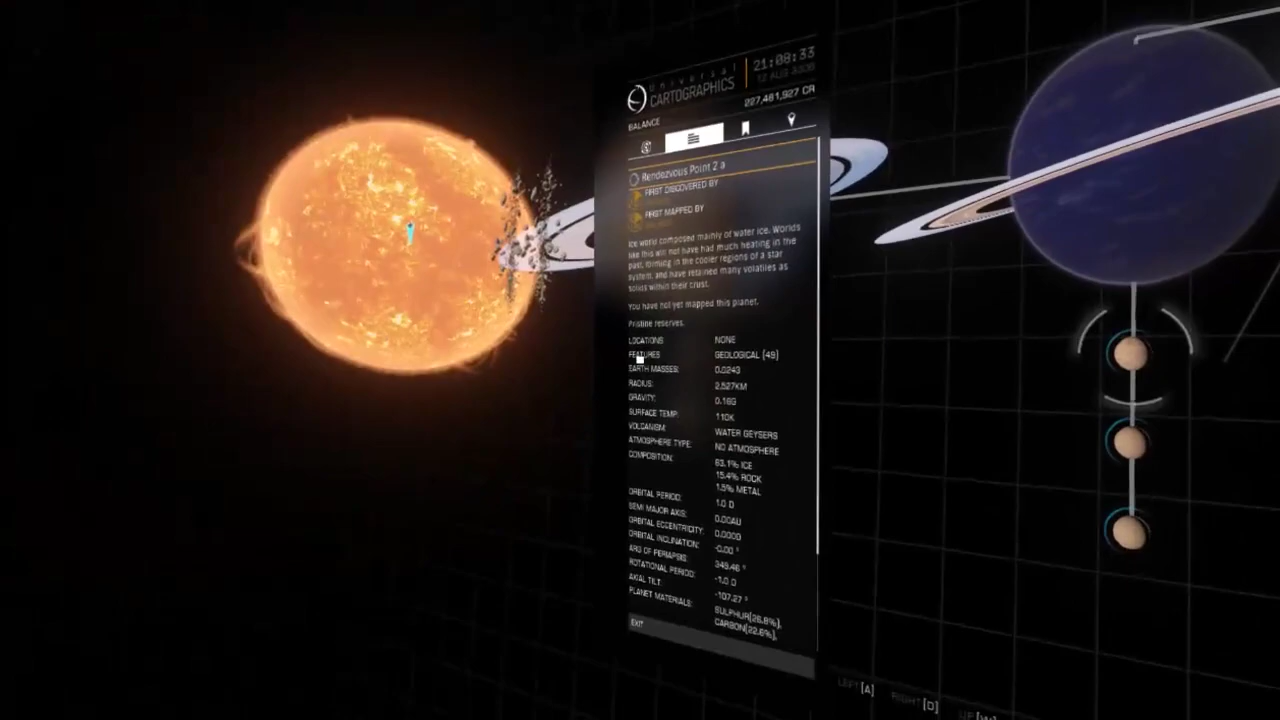 21:08:33
12 AUG
universal
CARTOGRAPHICS
227,461,927 CR
BALANCE
Rendezvous Point 2 a
FIRST DISCOVERED BY
FIRST MAPPED BY
Ice world composed mainly of water ice. Worlds
like this will not have had much heating in the
past, forming in the cooler regions of a star
system, and have retained many volatiles as
solids within their crust.
You have not yet mapped this planet.
Pristine reserves.
LOCATIONS NONE
FEATURES GEOLOGICAL (49)
EARTH MASSES: 0.0243
RADIUS: 2,527KM
GRAVITY: 0.16G
SURFACE TEMP: 110K
VOLCANISM: WATER GEYSERS
ATMOSPHERE TYPE: NO ATMOSPHERE
COMPOSITION: 83.1% ICE
15.4% ROCK
1.5% METAL
ORBITAL PERIOD: 1.0 D
SEMI MAJOR AXIS: 0.00AU
ORBITAL ECCENTRICITY: 0.0000
ORBITAL INCLINATION: -0.00 °
ARG OF PERIAPSIS: 349.46 °
ROTATIONAL PERIOD: -1.0 D
AXIAL TILT: -107.27 °
PLANET MATERIALS: SULPHUR(26.8%),
CARBON(22.6%),
EXIT
LEFT [A] RIGHT [D] UP [W]